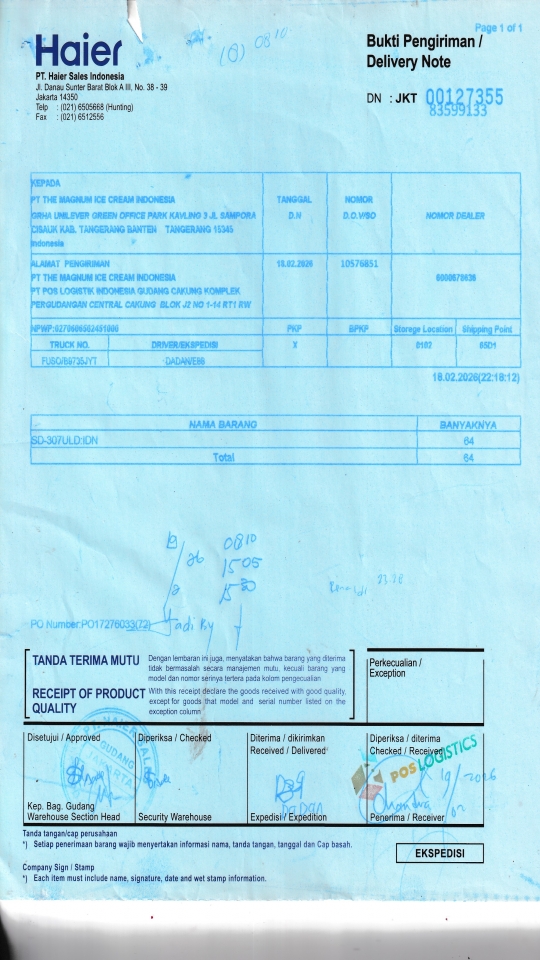 Page 1 of 1
Haier
(B) 0810
PT. Haier Sales Indonesia
Jl. Danau Sunter Barat Blok A III, No. 38 - 39
Jakarta 14350
Telp : (021) 6505668 (Hunting)
Fax : (021) 6512556
Bukti Pengiriman /
Delivery Note
DN : JKT 00127355
83599133
KEPADA
PT THE MAGNUM ICE CREAM INDONESIA
GRHA UNILEVER GREEN OFFICE PARK KAVLING 3 JL SAMPORA
CISAUK KAB. TANGERANG BANTEN TANGERANG 15345
Indonesia
TANGGAL
D.N
NOMOR
D.O.W/SO
NOMOR DEALER
ALAMAT PENGIRIMAN
PT THE MAGNUM ICE CREAM INDONESIA
PT POS LOGISTIK INDONESIA GUDANG CAKUNG KOMPLEK
PERGUDANGAN CENTRAL CAKUNG BLOK J2 NO 1-14 RT1 RW
18.02.2026
10576851
PKP BPKP Storege Location Shipping Point
TRUCK NO. DRIVER/EKSPEDISI X 0102 65D1
FUSO/B9735JYT DADAN/E86
18.02.2026(22:18:12)
NAMA BARANG BANYAKNYA
SD-307ULD:IDN 64
Total 64
0810
1505
PO Number:PO17276033(72)
TANDA TERIMA MUTU
Dengan lembaran ini juga, menyatakan bahwa barang yang diterima
tidak bermasalah secara manajemen mutu, kecuali barang yang
model dan nomor serinya tertera pada kolom pengecualian
RECEIPT OF PRODUCT
QUALITY
With this receipt declare the goods received with good quality,
except for goods that model and serial number listed on the
exception column
Perkecualian /
Exception
Disetujui / Approved
Diperiksa / Checked
Diterima / dikirimkan
Received / Delivered
Diperiksa / diterima
Checked / Received
GUDANG
JAKARTA
POS LOGISTICS
DADAN
Kep. Bag. Gudang
Warehouse Section Head
Security Warehouse
Expedisi / Expedition
Penerima / Receiver
Tanda tangan/cap perusahaan
*) Setiap penerimaan barang wajib menyertakan informasi nama, tanda tangan, tanggal dan Cap basah.
EKSPEDISI
Company Sign / Stamp
*) Each item must include name, signature, date and wet stamp information.